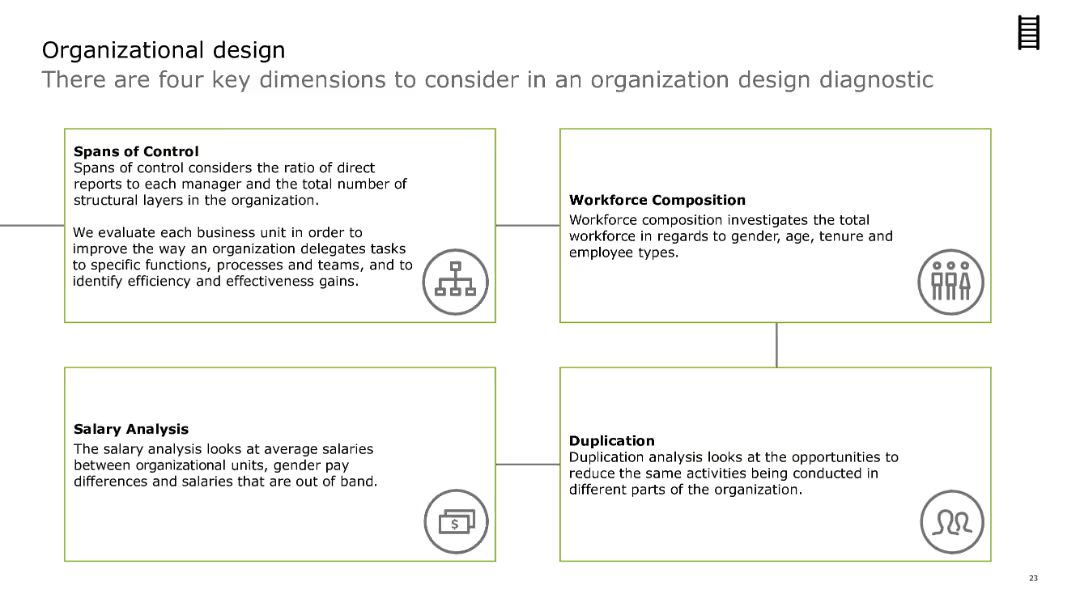 Organizational design
There are four key dimensions to consider in an organization design diagnostic
Spans of Control
Spans of control considers the ratio of direct
reports to each manager and the total number of
structural layers in the organization.
We evaluate each business unit in order to
improve the way an organization delegates tasks
to specific functions, processes and teams, and to
identify efficiency and effectiveness gains.
Workforce Composition
Workforce composition investigates the total
workforce in regards to gender, age, tenure and
employee types.
Salary Analysis
The salary analysis looks at average salaries
between organizational units, gender pay
differences and salaries that are out of band.
$
Duplication
Duplication analysis looks at the opportunities to
reduce the same activities being conducted in
different parts of the organization.
23